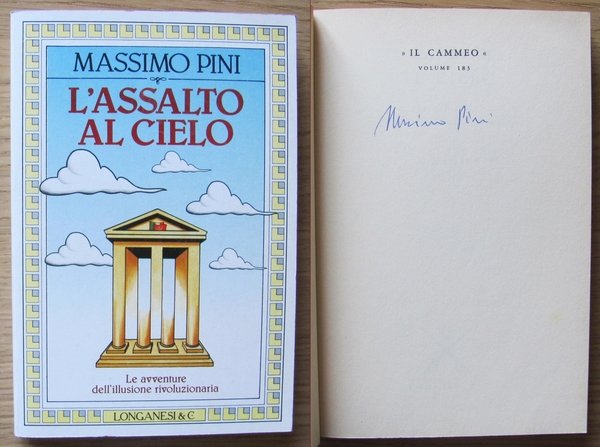 MASSIMO PINI
L'ASSALTO
AL CIELO
Le avventure
dell'illusione rivoluzionaria
LONGANESI & C
» IL CAMMEO «
VOLUME 183
Massimo Pini